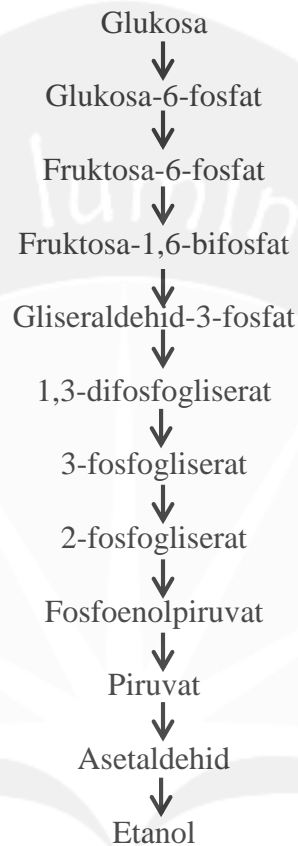 Glukosa
Glukosa-6-fosfat
Fruktosa-6-fosfat
Fruktosa-1,6-bifosfat
Gliseraldehid-3-fosfat
1,3-difosfogliserat
3-fosfogliserat
2-fosfogliserat
Fosfoenolpiruvat
Piruvat
Asetaldehid
Etanol